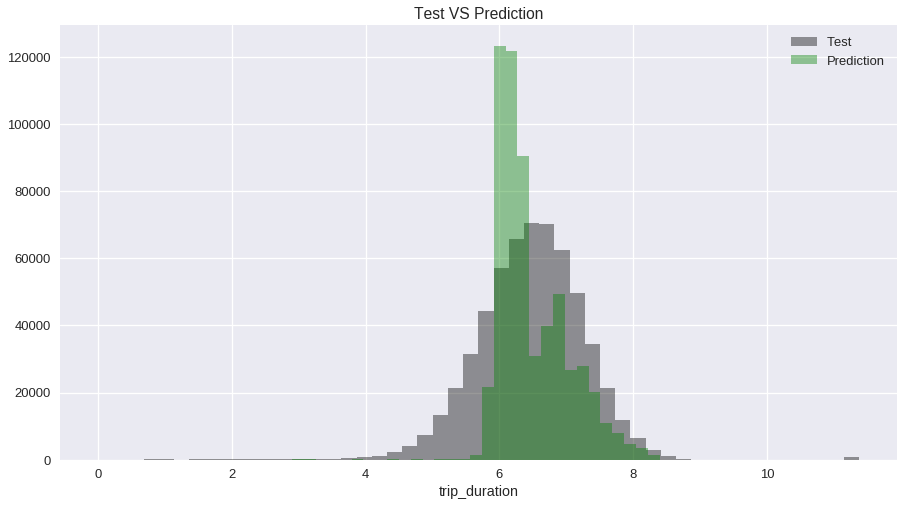 Test VS Prediction
Test
Prediction
120000
100000
80000
60000
40000
20000
0
0 2 4 6 8 10
trip_duration